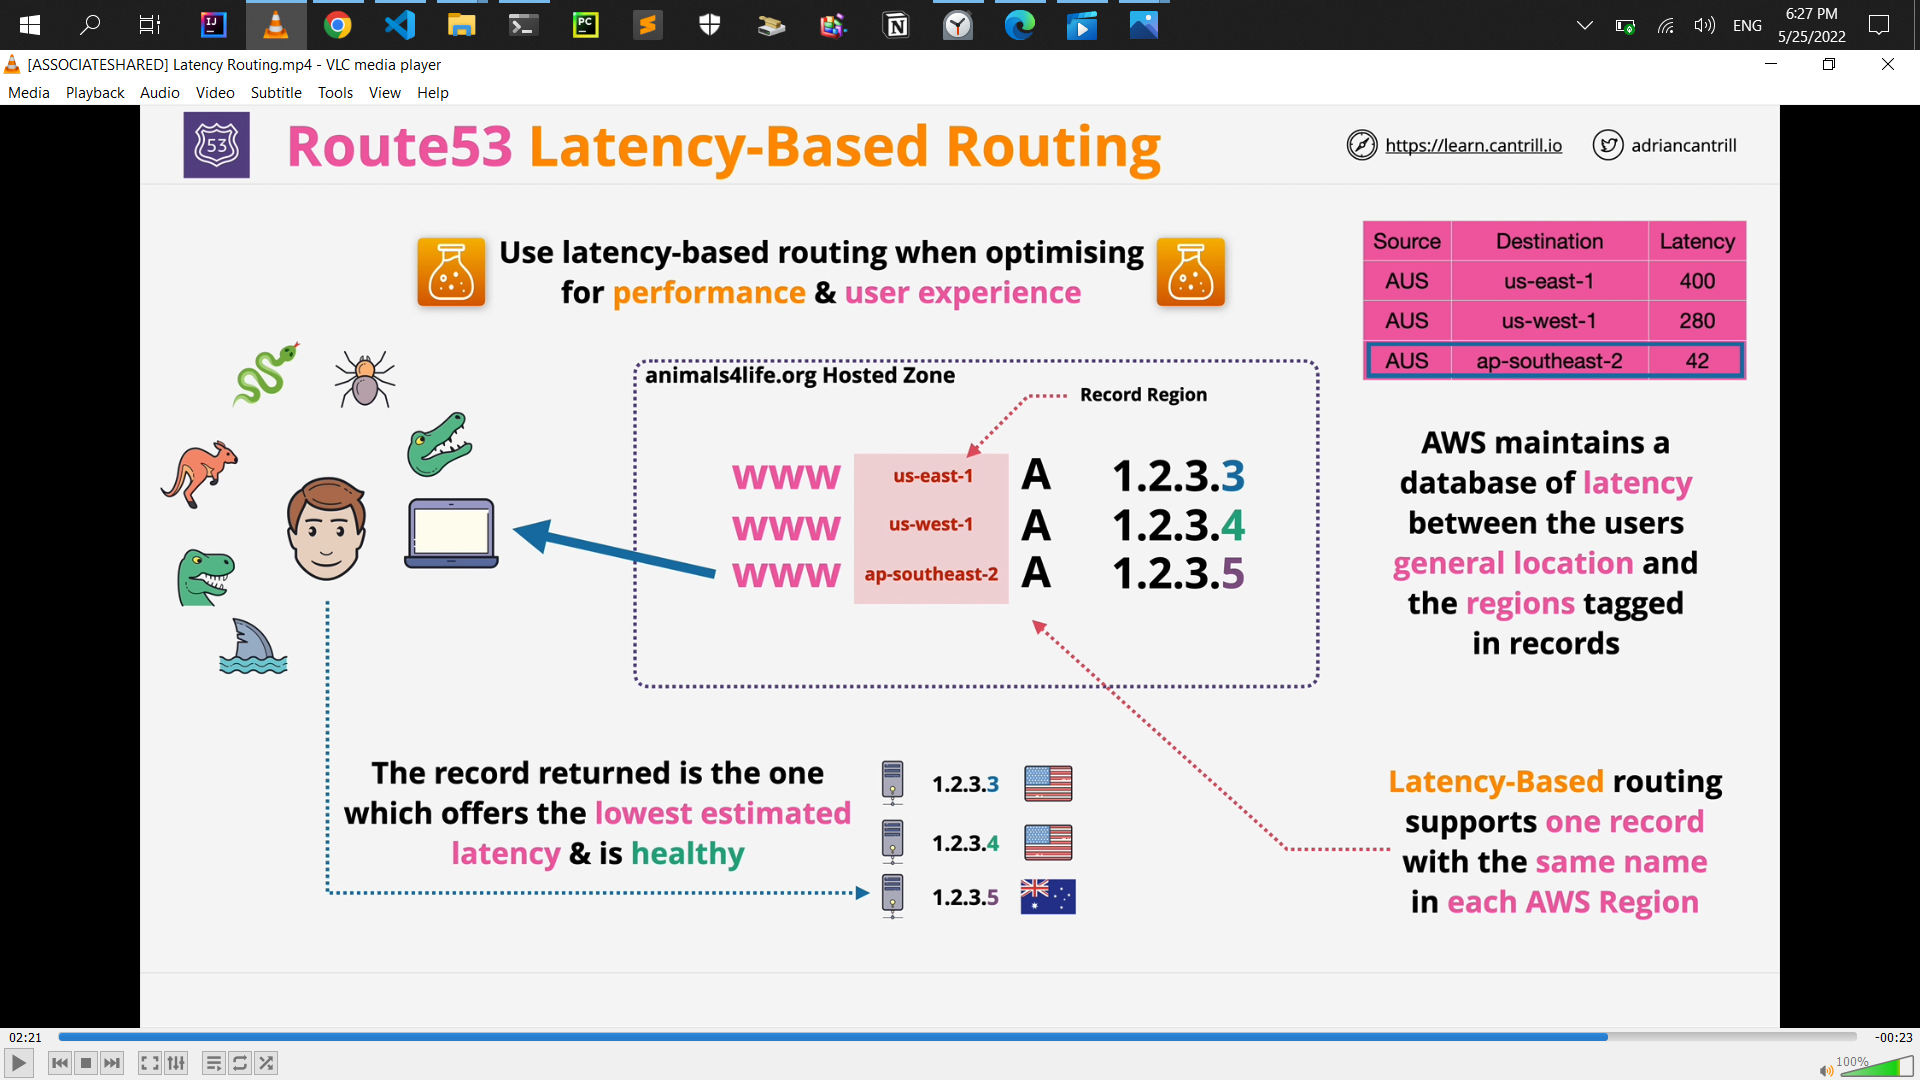 IJ
PC
N
ENG
6:27 PM
5/25/2022
[ASSOCIATESHARED] Latency Routing.mp4 - VLC media player
Media Playback Audio Video Subtitle Tools View Help
53
Route53 Latency-Based Routing
https://learn.cantrill.io
adriancantrill
Use latency-based routing when optimising
for performance & user experience
Source Destination Latency
AUS us-east-1 400
AUS us-west-1 280
AUS ap-southeast-2 42
animals4life.org Hosted Zone
Record Region
www us-east-1 A 1.2.3.3
www us-west-1 A 1.2.3.4
www ap-southeast-2 A 1.2.3.5
AWS maintains a
database of latency
between the users
general location and
the regions tagged
in records
The record returned is the one
which offers the lowest estimated
latency & is healthy
1.2.3.3
1.2.3.4
1.2.3.5
Latency-Based routing
supports one record
with the same name
in each AWS Region
02:21
-00:23
100%